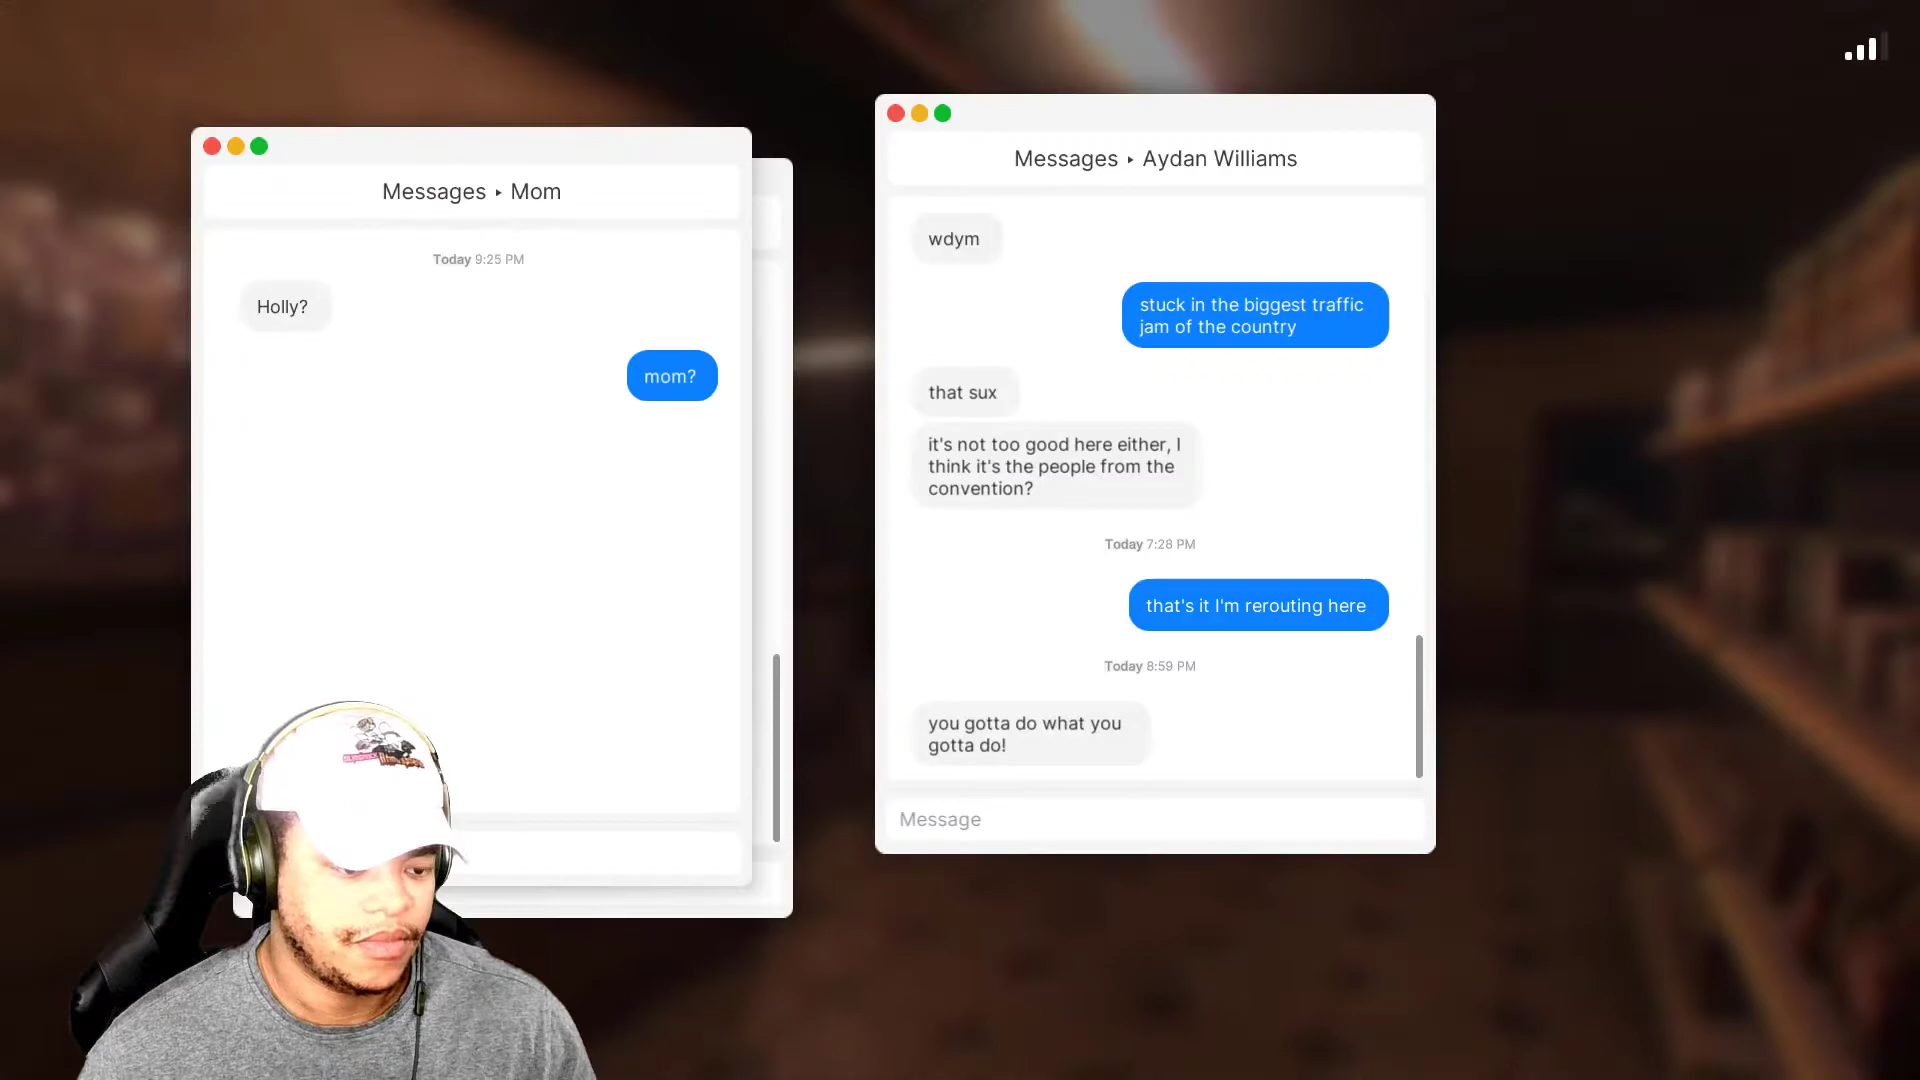 Messages ▸ Mom
Today 9:25 PM
Holly?
mom?
Messages ▸ Aydan Williams
wdym
stuck in the biggest traffic
jam of the country
that sux
it's not too good here either, I
think it's the people from the
convention?
Today 7:28 PM
that's it I'm rerouting here
Today 8:59 PM
you gotta do what you
gotta do!
Message